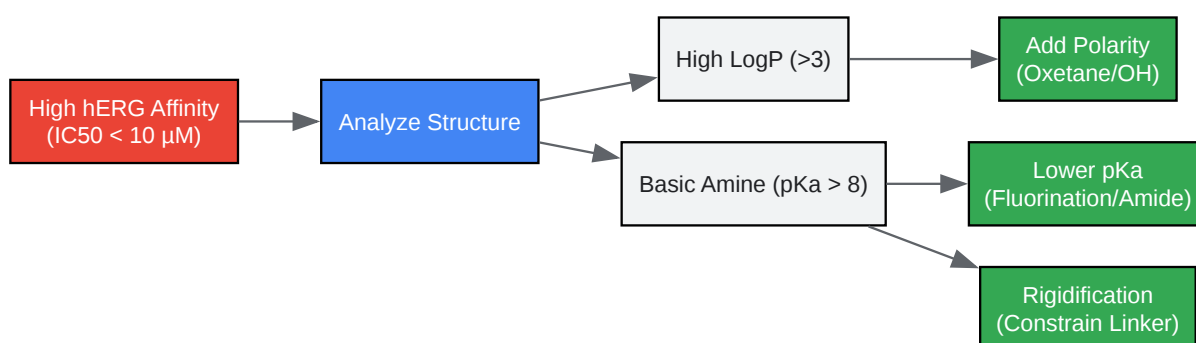 High hERG Affinity
(IC50 < 10 µM)
Analyze Structure
High LogP (>3)
Basic Amine (pKa > 8)
Add Polarity
(Oxetane/OH)
Lower pKa
(Fluorination/Amide)
Rigidification
(Constrain Linker)